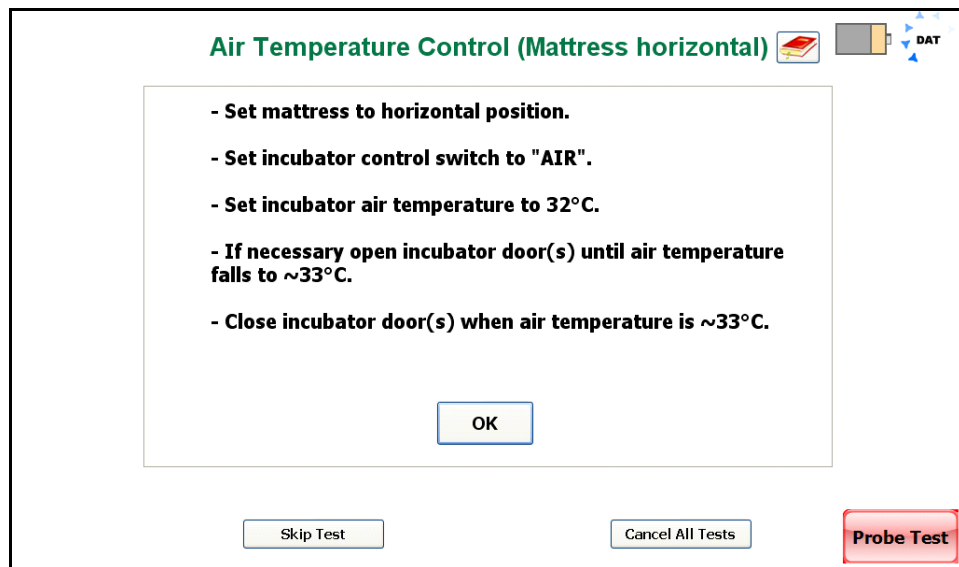 Air Temperature Control (Mattress horizontal)
DAT
- Set mattress to horizontal position.
- Set incubator control switch to "AIR".
- Set incubator air temperature to 32°C.
- If necessary open incubator door(s) until air temperature
falls to ~33°C.
- Close incubator door(s) when air temperature is ~33°C.
OK
Skip Test
Cancel All Tests
Probe Test